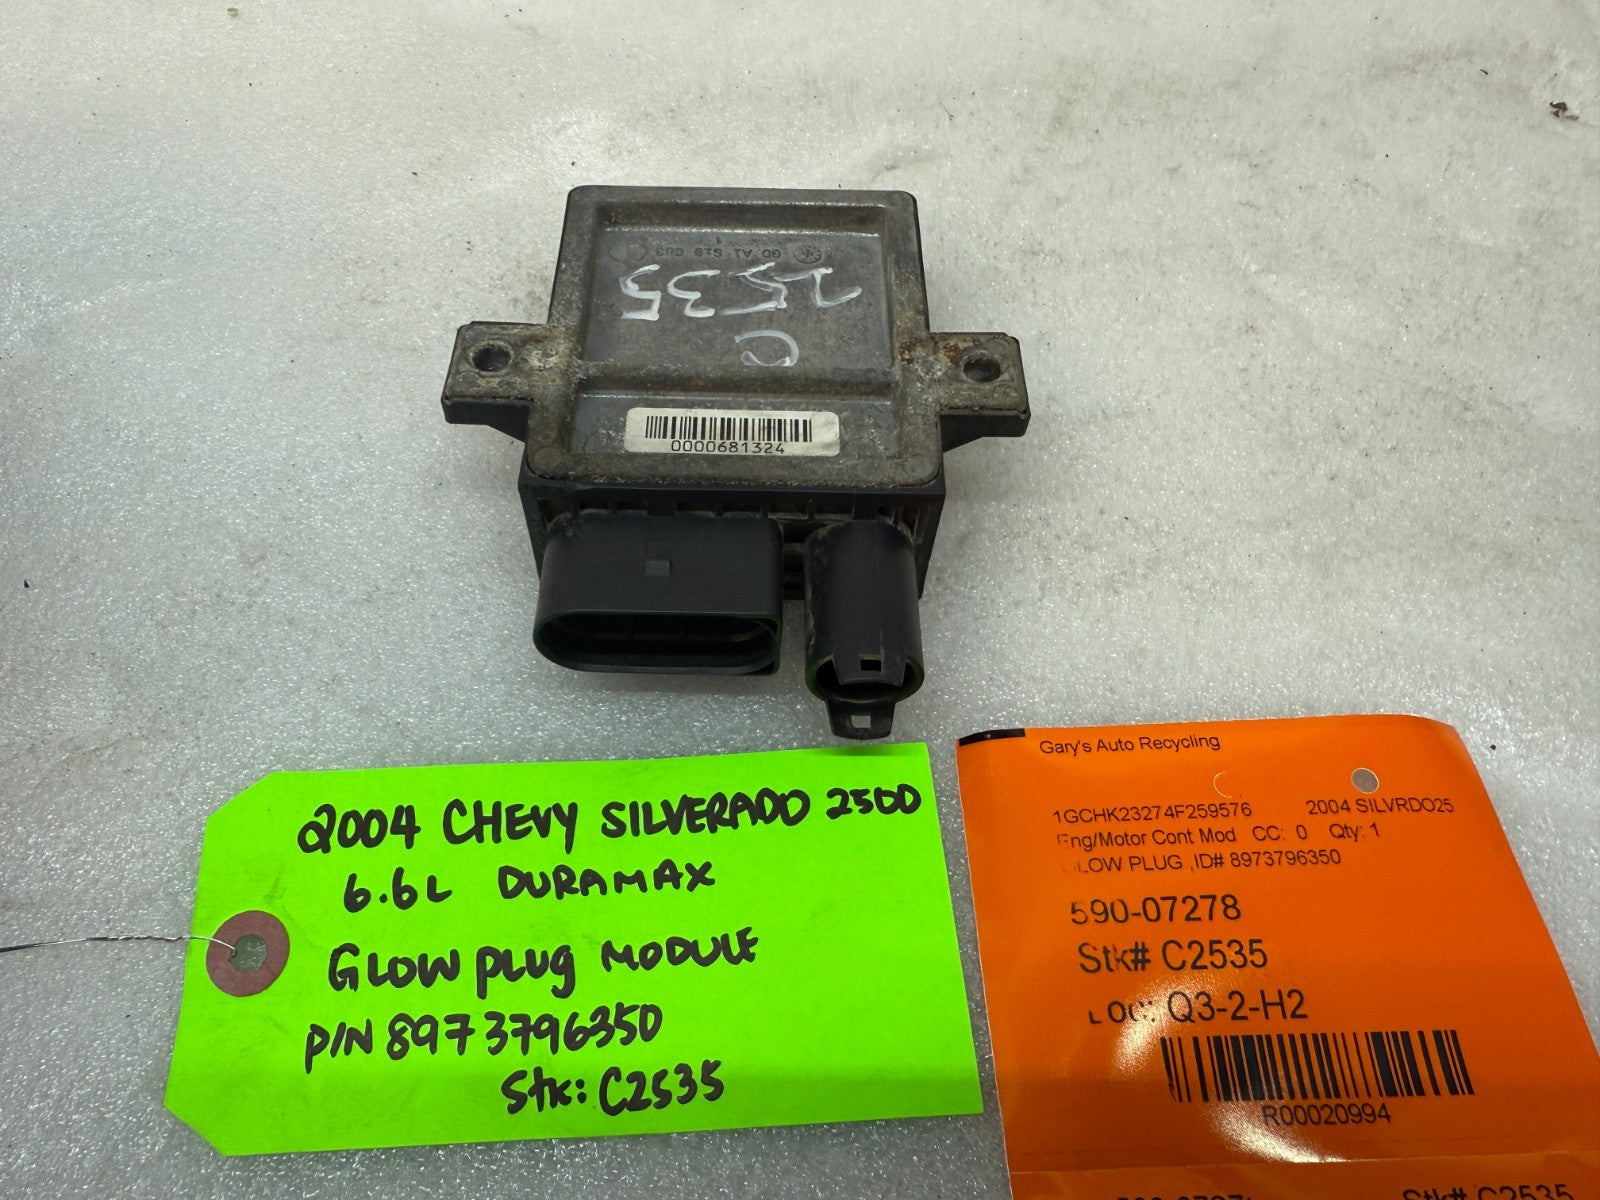 2535
C
0000681324
2004 CHEVY SILVERADO 2500
6.6L DURAMAX
GLOW PLUG MODULE
P/N 8973796350
Stk: C2535
Gary's Auto Recycling
1GCHK23274F259576 2004 SILVRDO25
Eng/Motor Cont Mod CC: 0 Qty: 1
GLOW PLUG ,ID# 8973796350
590-07278
Stk# C2535
Loc: Q3-2-H2
R00020994
Stk# C2535